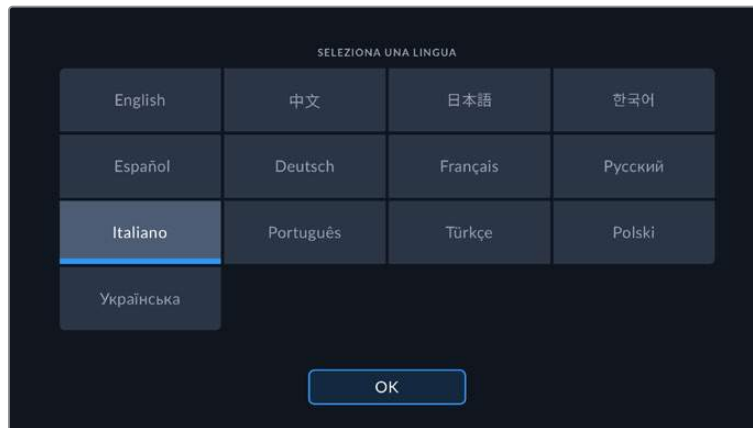 SELEZIONA UNA LINGUA
English 中文 日本語 한국어
Español Deutsch Français Русский
Italiano Português Türkçe Polski
Українська
OK